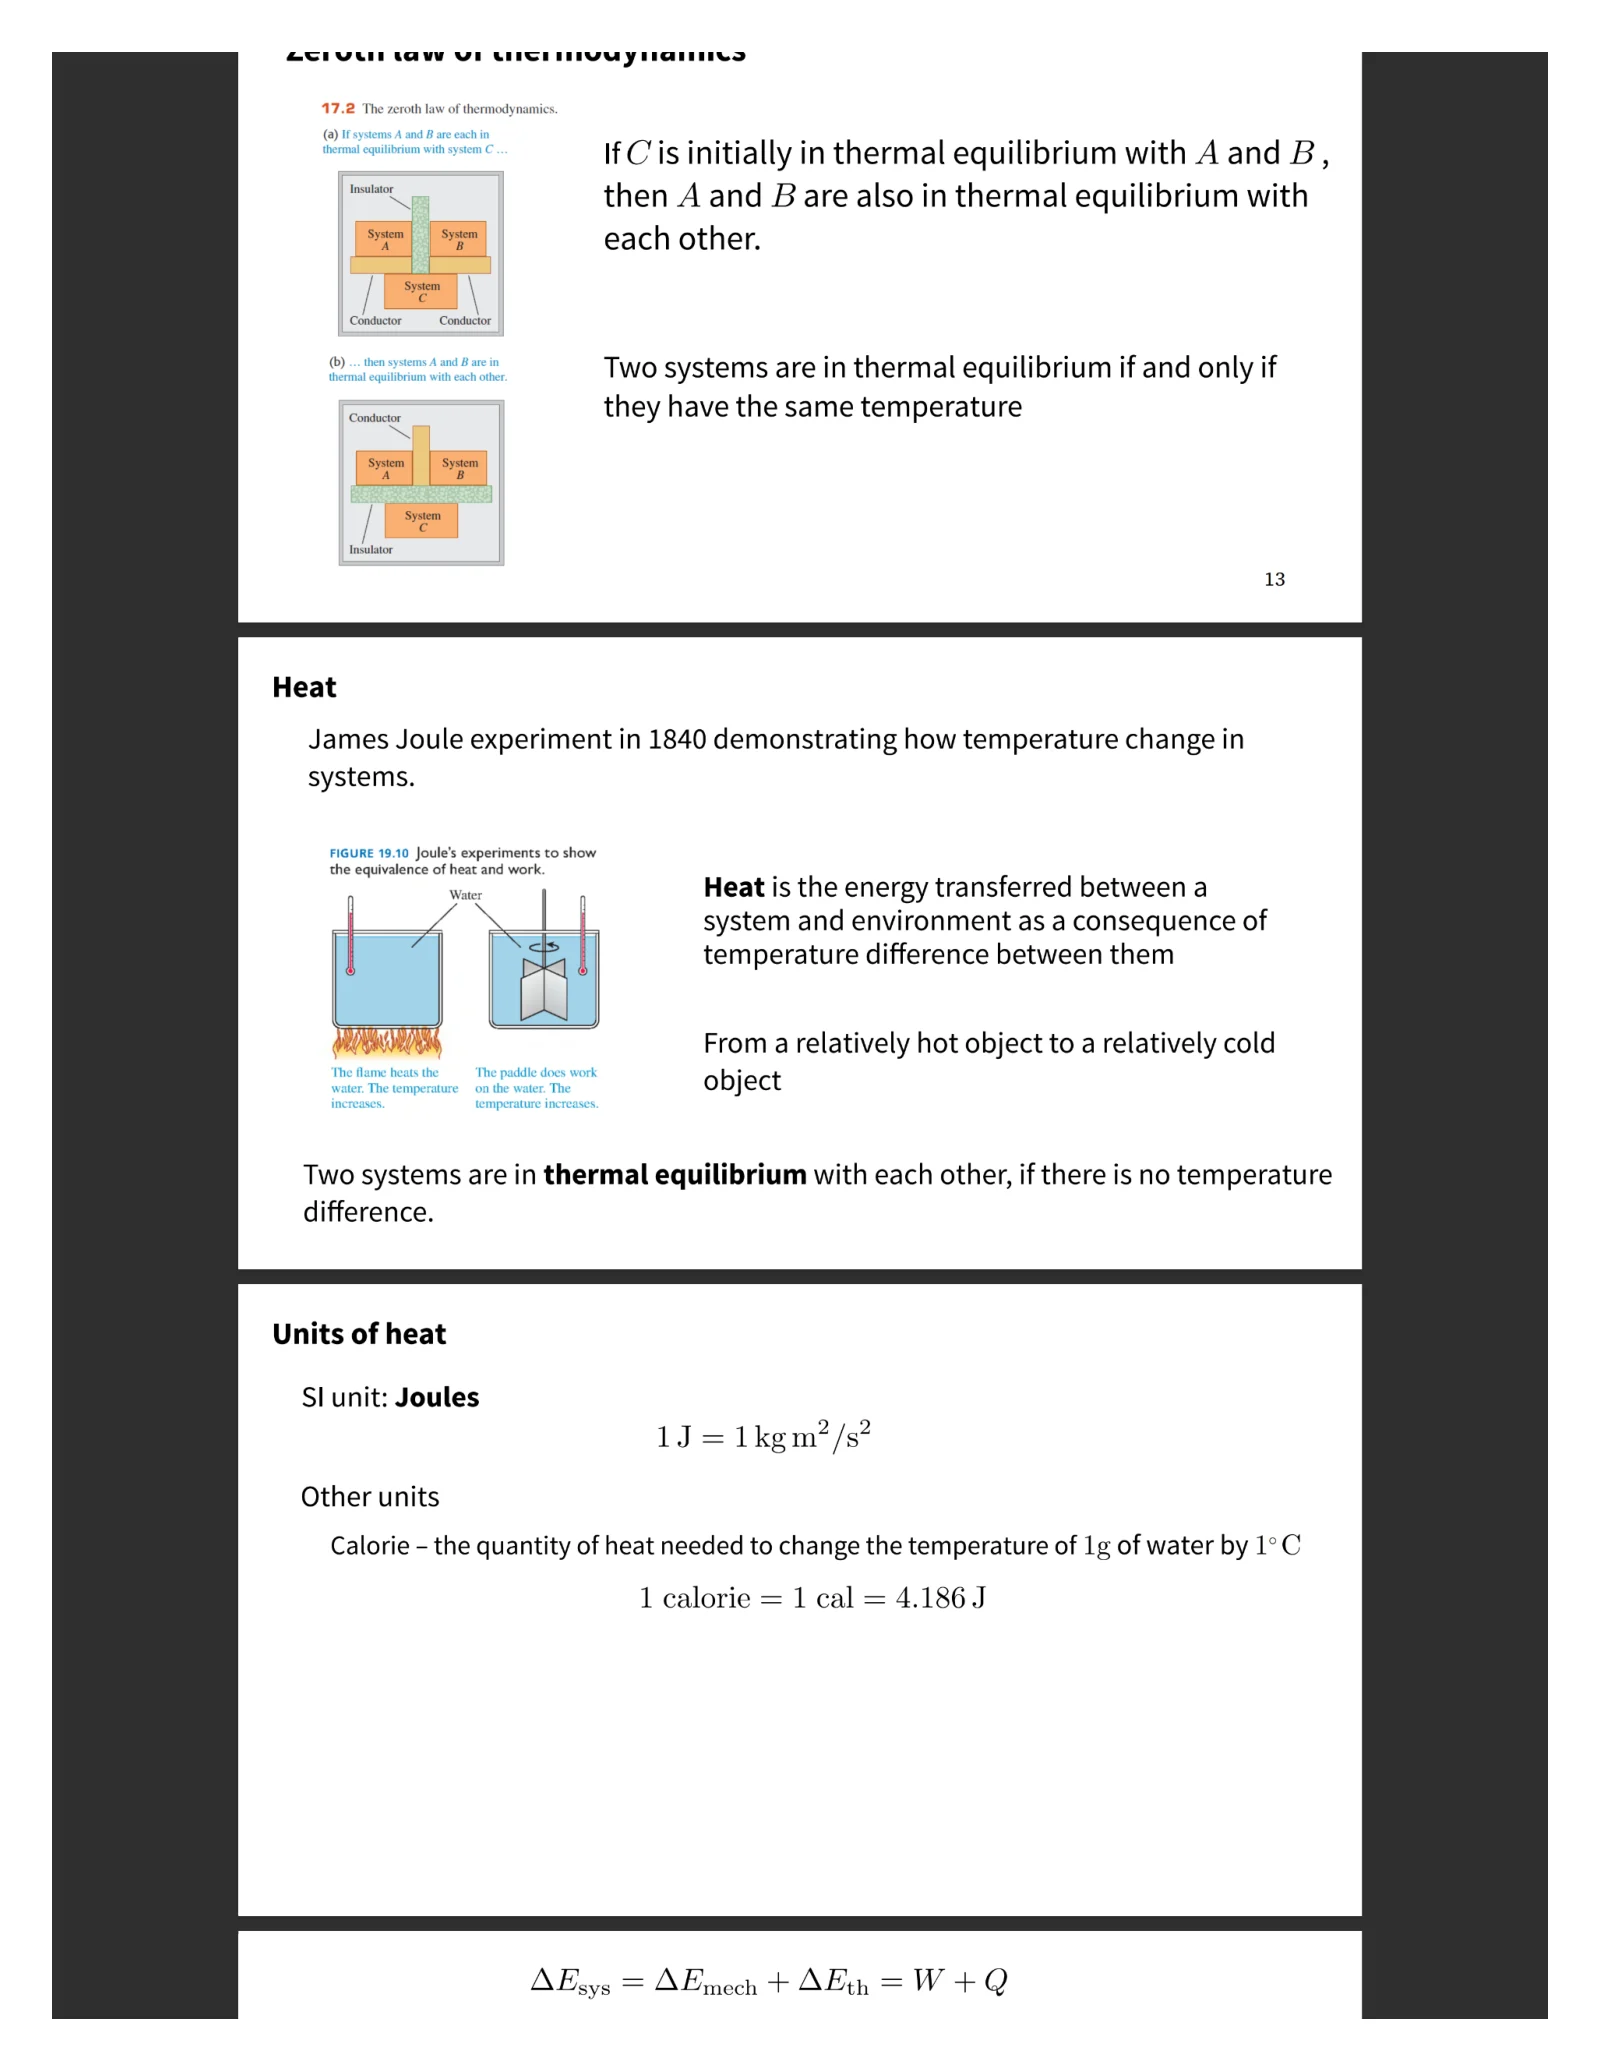 Zeroth law of thermodynamics
17.2 The zeroth law of thermodynamics.
(a) If systems A and B are each in
thermal equilibrium with system C ...
Insulator
System
A
System
B
System
C
Conductor
Conductor
If C is initially in thermal equilibrium with A and B ,
then A and B are also in thermal equilibrium with
each other.
(b) ... then systems A and B are in
thermal equilibrium with each other.
Conductor
System
A
System
B
System
C
Insulator
Two systems are in thermal equilibrium if and only if
they have the same temperature
13
Heat
James Joule experiment in 1840 demonstrating how temperature change in
systems.
FIGURE 19.10 Joule's experiments to show
the equivalence of heat and work.
Water
The flame heats the
water. The temperature
increases.
The paddle does work
on the water. The
temperature increases.
Heat is the energy transferred between a
system and environment as a consequence of
temperature difference between them
From a relatively hot object to a relatively cold
object
Two systems are in thermal equilibrium with each other, if there is no temperature
difference.
Units of heat
SI unit: Joules
1 J = 1 kg m²/s²
Other units
Calorie – the quantity of heat needed to change the temperature of 1g of water by 1°C
1 calorie = 1 cal = 4.186 J
ΔE_sys = ΔE_mech + ΔE_th = W + Q